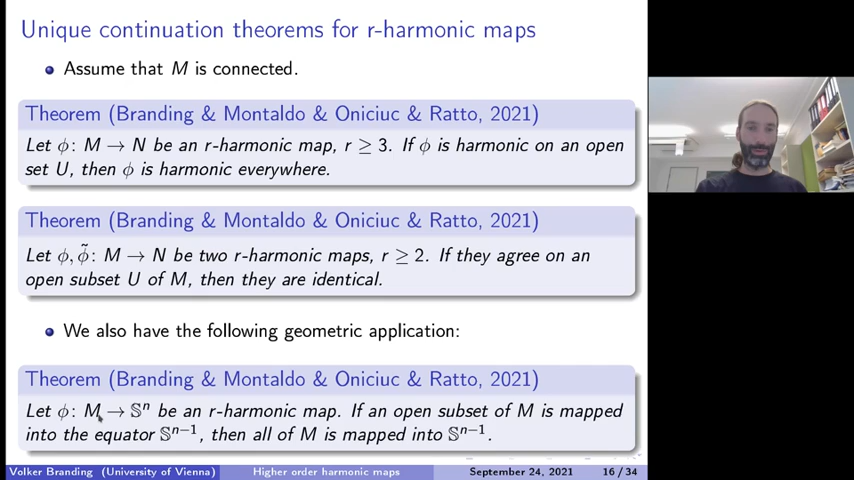 Unique continuation theorems for r-harmonic maps
Assume that M is connected.
Theorem (Branding & Montaldo & Oniciuc & Ratto, 2021)
Let ϕ: M → N be an r-harmonic map, r ≥ 3. If ϕ is harmonic on an open
set U, then ϕ is harmonic everywhere.
Theorem (Branding & Montaldo & Oniciuc & Ratto, 2021)
Let ϕ, ϕ̃: M → N be two r-harmonic maps, r ≥ 2. If they agree on an
open subset U of M, then they are identical.
We also have the following geometric application:
Theorem (Branding & Montaldo & Oniciuc & Ratto, 2021)
Let ϕ: M → 𝕊ⁿ be an r-harmonic map. If an open subset of M is mapped
into the equator 𝕊ⁿ⁻¹, then all of M is mapped into 𝕊ⁿ⁻¹.
Volker Branding (University of Vienna) Higher order harmonic maps September 24, 2021 16 / 34